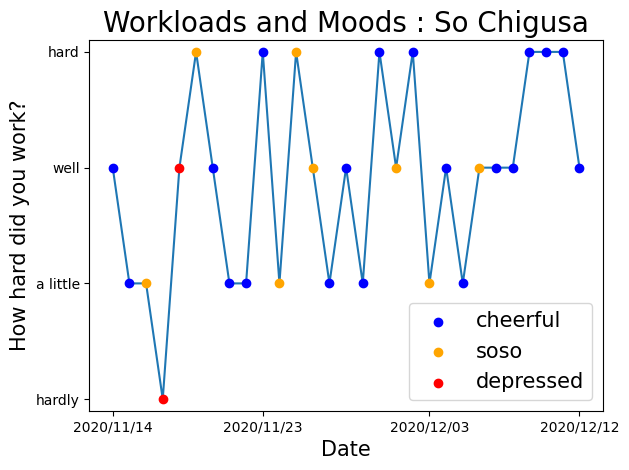 Workloads and Moods : So Chigusa
How hard did you work?
hard
well
a little
hardly
cheerful
soso
depressed
2020/11/14 2020/11/23 2020/12/03 2020/12/12
Date